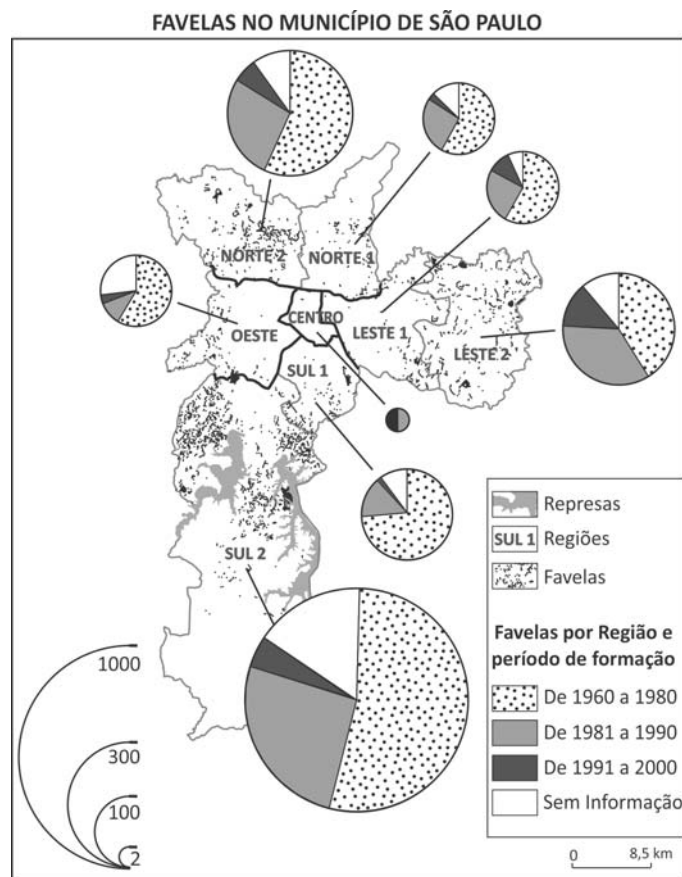 FAVELAS NO MUNICÍPIO DE SÃO PAULO
NORTE 2
NORTE 1
CENTRO
OESTE
LESTE 1
LESTE 2
SUL 1
SUL 2
Represas
SUL 1 Regiões
Favelas
Favelas por Região e
período de formação
De 1960 a 1980
De 1981 a 1990
De 1991 a 2000
Sem Informação
1000
300
100
2
0 8,5 km